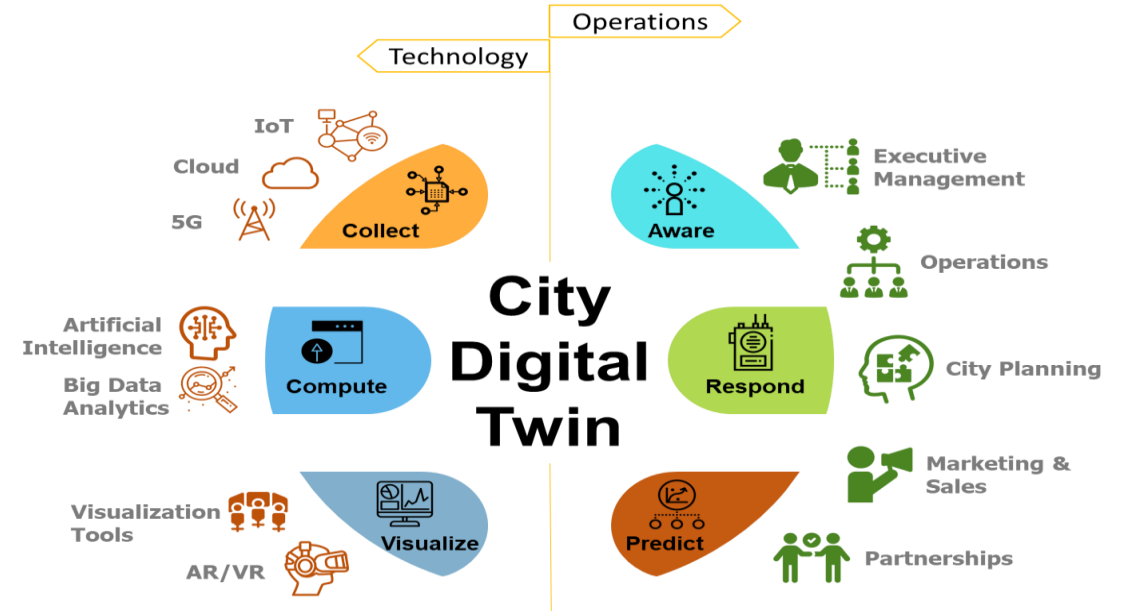 Operations
Technology
IoT
Cloud
5G
Collect
Artificial
Intelligence
Big Data
Analytics
Compute
Visualization
Tools
AR/VR
Visualize
City
Digital
Twin
Aware
Executive
Management
Operations
Respond
City Planning
Marketing &
Sales
Predict
Partnerships